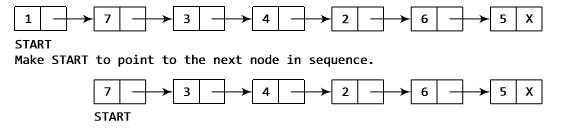 1 7 3 4 2 6 5 X
START
Make START to point to the next node in sequence.
7 3 4 2 6 5 X
START